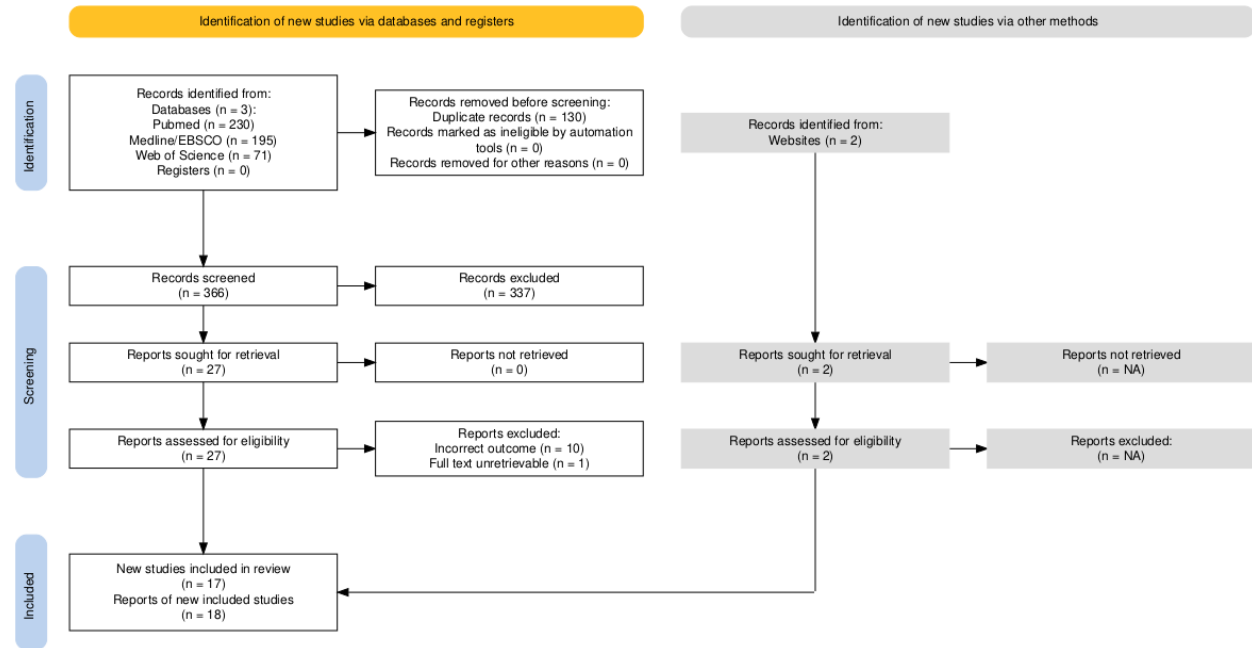 Identification of new studies via databases and registers
Identification of new studies via other methods
Identification
Records identified from:
Databases (n = 3):
Pubmed = 230)
Medline/EBSCO (n = 195)
Web of Science (n = 71)
Registers (n = 0)
Records removed before screening:
Duplicate records (n = 130)
Records marked as ineligible by automation
tools (n = 0)
Records removed for other reasons (n = 0)
Records identified from:
Websites (n = 2)
Screening
Records screened
(n = 366)
Records excluded
(n = 337)
Reports sought for retrieval
(n = 27)
Reports not retrieved
(n = 0)
Reports sought for retrieval
(n = 2)
Reports not retrieved
(n = NA)
Reports assessed for eligibility
(n = 27)
Reports excluded:
Incorrect outcome (n = 10)
Full text unretrievable (n = 1)
Reports assessed for eligibility
(n = 2)
Reports excluded:
(n = NA)
Included
New studies included in review
(n = 17)
Reports of new included studies
(n = 18)